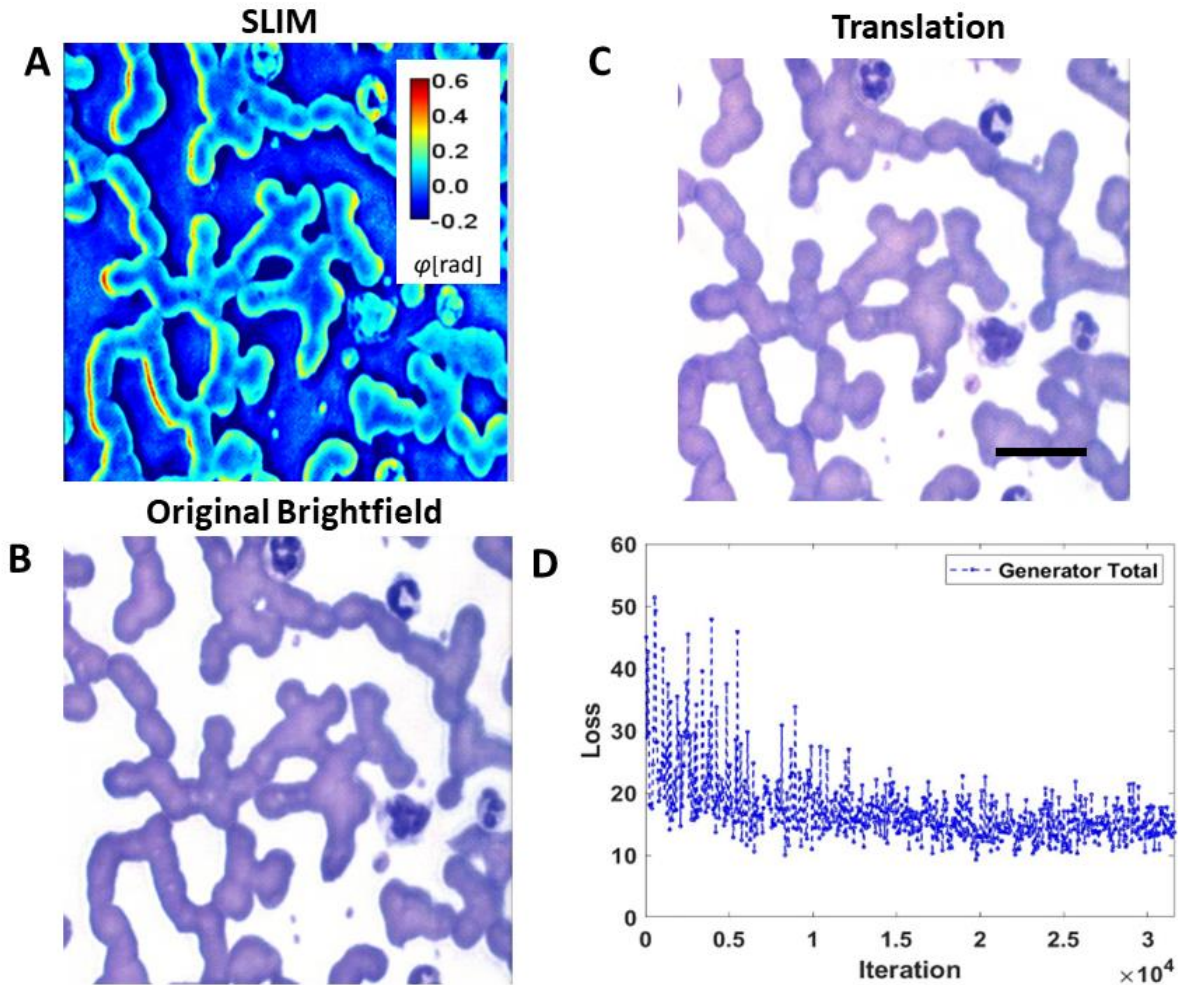 SLIM
A
0.6
0.4
0.2
0.0
-0.2
φ[rad]
Original Brightfield
B
Translation
C
D
Generator Total
60
50
40
30
20
10
0
Loss
0 0.5 1 1.5 2 2.5 3
Iteration
×10⁴